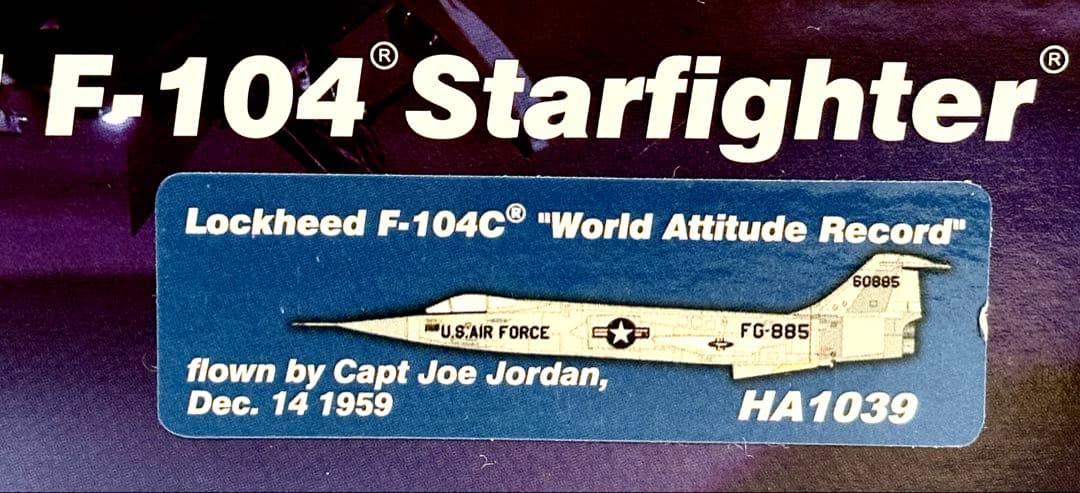 F-104® Starfighter®
Lockheed F-104C® "World Attitude Record"
60885
U.S. AIR FORCE
FG-885
flown by Capt Joe Jordan,
Dec. 14 1959
HA1039